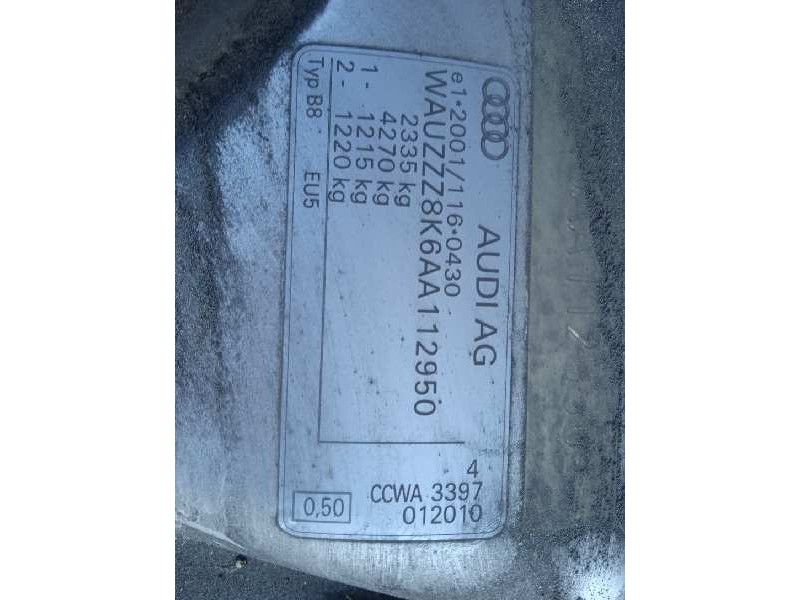 AUDI AG
e1*2001/116*0430
WAUZZZ8K6AA112950
2335 kg
4270 kg
1- 1215 kg
2- 1220 kg
Typ B8 EU5
4
CCWA 3397
012010
0,50